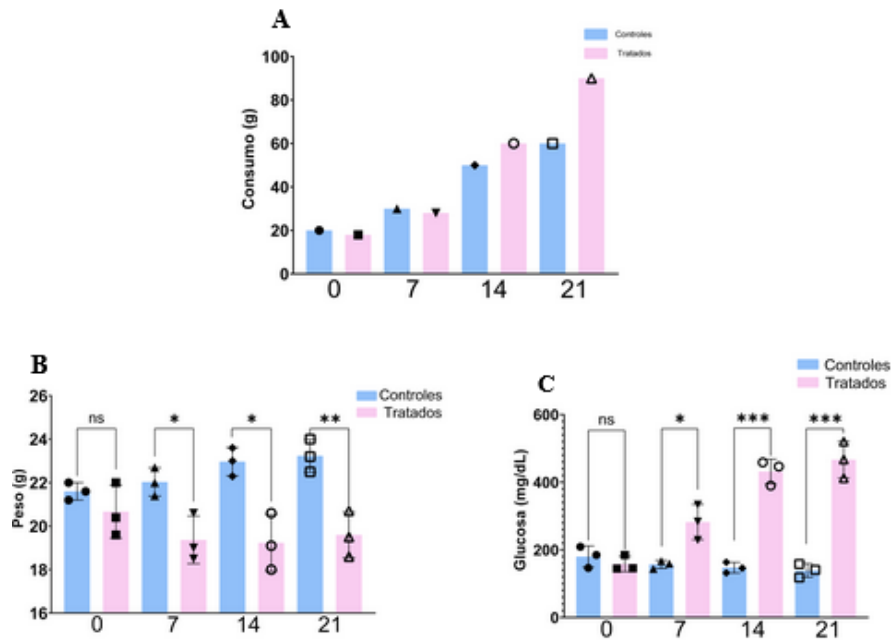 A
Controles
Tratados
Consumo (g)
100
80
60
40
20
0
0 7 14 21
B
Controles
Tratados
Peso (g)
26
24
22
20
18
16
ns * * **
0 7 14 21
C
Controles
Tratados
Glucosa (mg/dL)
600
400
200
0
ns * *** ***
0 7 14 21